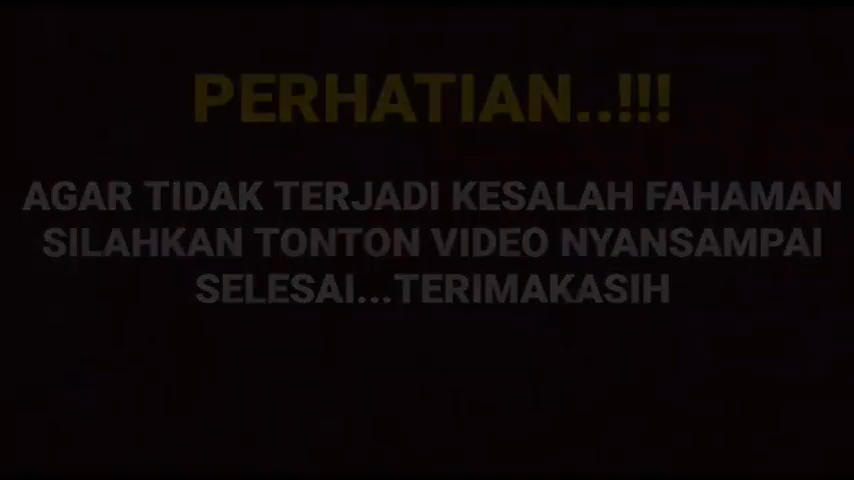 PERHATIAN..!!!
AGAR TIDAK TERJADI KESALAH FAHAMAN
SILAHKAN TONTON VIDEO NYANSAMPAI
SELESAI...TERIMAKASIH